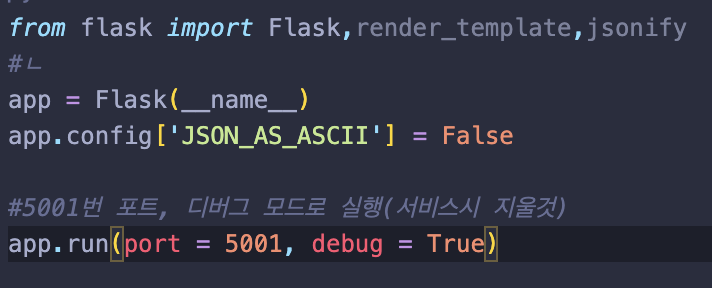 from flask import Flask,render_template,jsonify
#ㄴ
app = Flask(__name__)
app.config['JSON_AS_ASCII'] = False
#5001번 포트, 디버그 모드로 실행(서비스시 지울것)
app.run(port = 5001, debug = True)